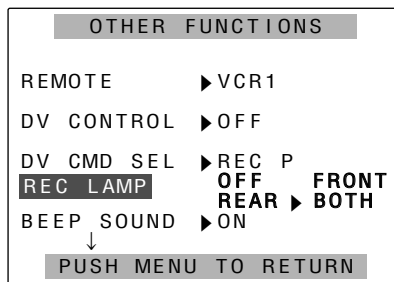 OTHER FUNCTIONS
REMOTE ▶VCR1
DV CONTROL ▶OFF
DV CMD SEL ▶REC P
REC LAMP OFF FRONT
REAR ▶ BOTH
BEEP SOUND ▶ON
↓
PUSH MENU TO RETURN